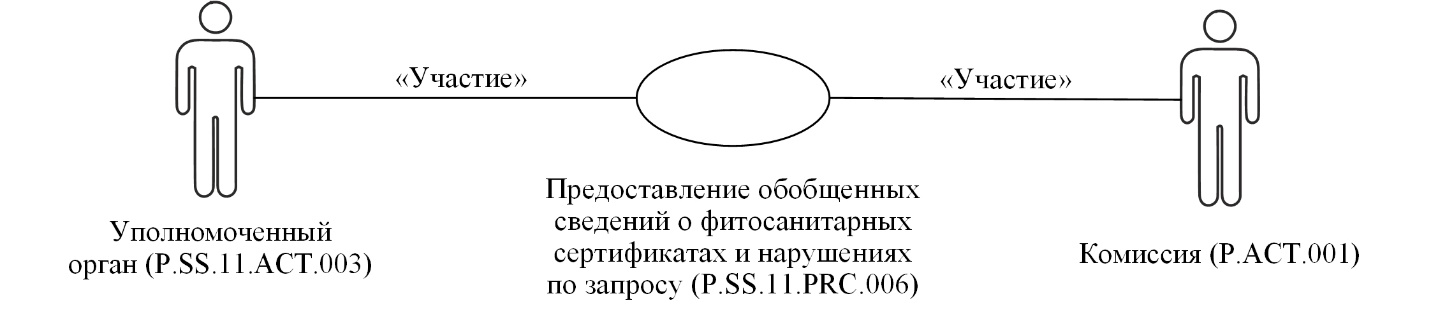 «Участие»
«Участие»
Уполномоченный
орган (P.SS.11.ACT.003)
Предоставление обобщенных
сведений о фитосанитарных
сертификатах и нарушениях
по запросу (P.SS.11.PRC.006)
Комиссия (P.ACT.001)